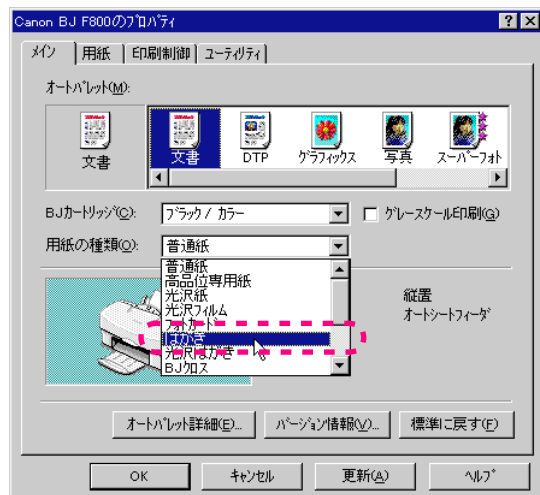 Canon BJ F800のﾌﾟﾛﾊﾟﾃｨ
ﾒｲﾝ 用紙 印刷制御 ﾕｰﾃｨﾘﾃｨ
ｵｰﾄﾊﾟﾚｯﾄ(M):
文書 文書 DTP ｸﾞﾗﾌｨｯｸｽ 写真 ｽｰﾊﾟｰﾌｫﾄ
BJｶｰﾄﾘｯｼﾞ(C): ﾌﾞﾗｯｸ / ｶﾗｰ ｸﾞﾚｰｽｹｰﾙ印刷(G)
用紙の種類(O): 普通紙
普通紙
高品位専用紙
光沢紙
光沢ﾌｨﾙﾑ
ﾌｫﾄｶｰﾄﾞ
はがき
光沢はがき
BJｸﾛｽ
縦置
ｵｰﾄｼｰﾄﾌｨｰﾀﾞ
ｵｰﾄﾊﾟﾚｯﾄ詳細(E)... ﾊﾞｰｼﾞｮﾝ情報(V)... 標準に戻す(F)
OK ｷｬﾝｾﾙ 更新(A) ﾍﾙﾌﾟ